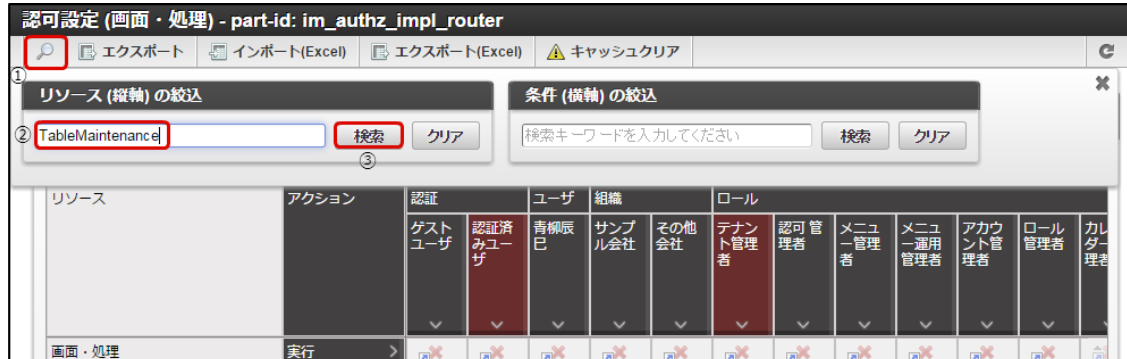 認可設定 (画面・処理) - part-id: im_authz_impl_router
エクスポート インポート(Excel) エクスポート(Excel) キャッシュクリア
①
リソース (縦軸) の絞込 条件 (横軸) の絞込
② TableMaintenance 検索 クリア 検索キーワードを入力してください 検索 クリア
③
リソース アクション 認証 ユーザ 組織 ロール
ゲスト 認証済 青柳辰 サンプ その他 テナン 認可 管 メニュ メニュ アカウ ロール カレ
ユーザ みユー 巳 ル会社 会社 ト管理 理者 ー管理 ー運用 ント管 管理者 ダー
ザ 者 者 管理者 理者 理者
画面・処理 実行